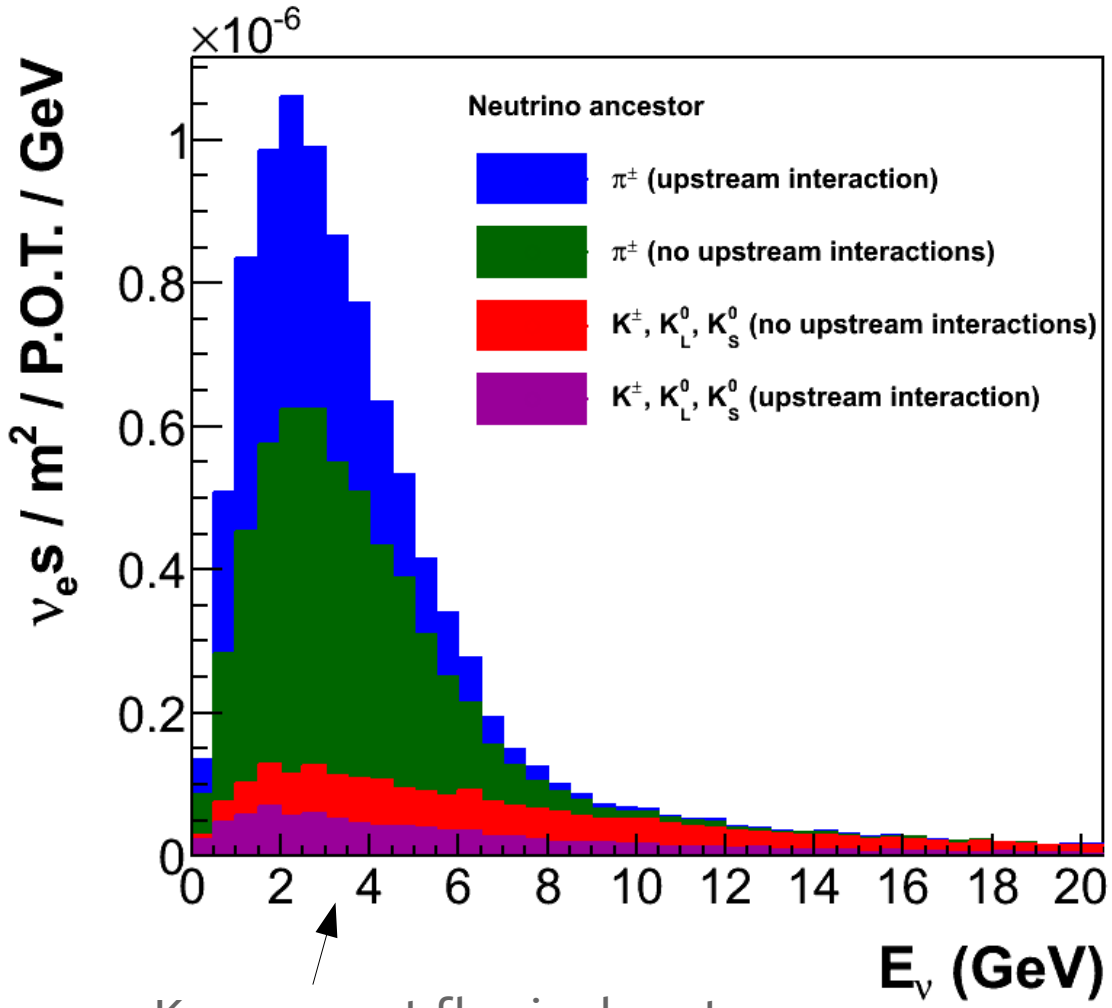 ×10⁻⁶
νₑs / m² / P.O.T. / GeV
1
0.8
0.6
0.4
0.2
0
Neutrino ancestor
π± (upstream interaction)
π± (no upstream interactions)
K±, K⁰L, K⁰S (no upstream interactions)
K±, K⁰L, K⁰S (upstream interaction)
0 2 4 6 8 10 12 14 16 18 20
Eν (GeV)